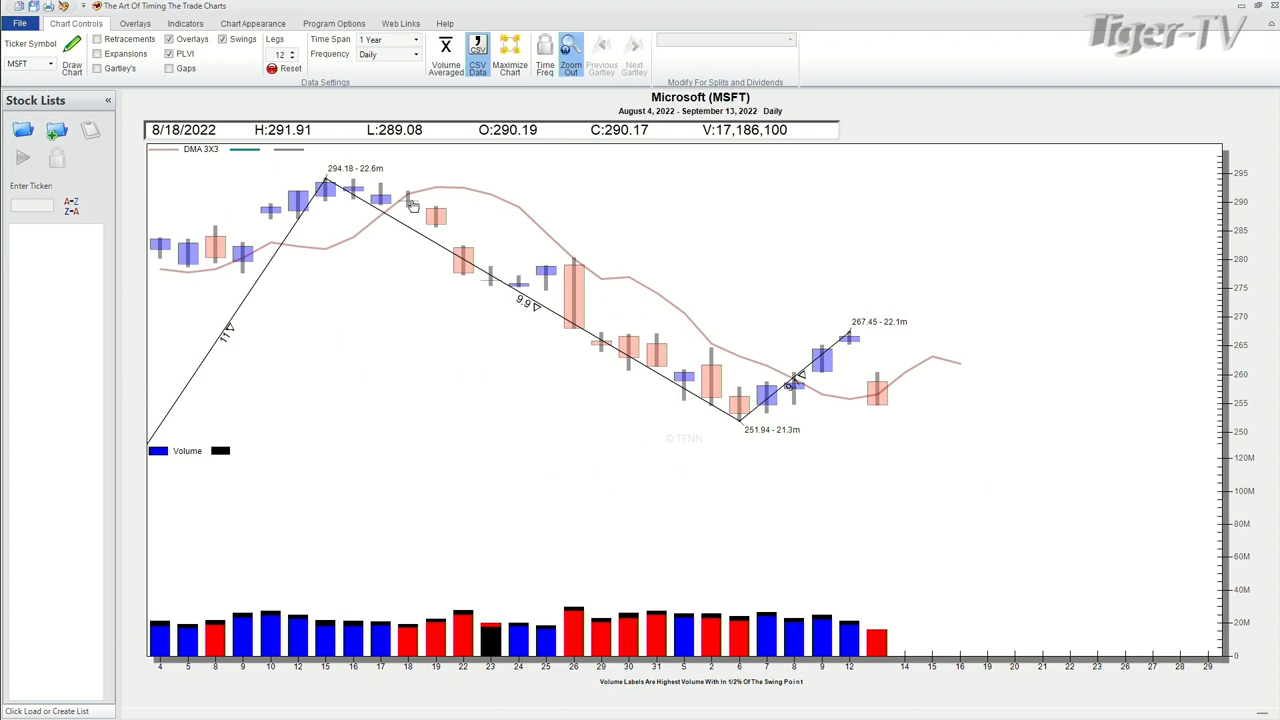 The Art Of Timing The Trade Charts
File Chart Controls Overlays Indicators Chart Appearance Program Options Web Links Help
Tiger-TV
Ticker Symbol
MSFT
Draw Chart
Retracements Overlays Swings
Expansions PLVI
Gartley's Gaps
Legs
12
Reset
Time Span 1 Year
Frequency Daily
Data Settings
Volume Averaged
CSV Data
Maximize Chart
Time Freq
Zoom Out
Previous Gartley
Next Gartley
Modify For Splits and Dividends
Stock Lists «
Enter Ticker:
A-Z
Z-A
Click Load or Create List
Microsoft (MSFT)
August 4, 2022 - September 13, 2022 Daily
8/18/2022 H:291.91 L:289.08 O:290.19 C:290.17 V:17,186,100
DMA 3X3
294.18 - 22.6m
11
9.9
267.45 - 22.1m
251.94 - 21.3m
© TFNN
295
290
285
280
275
270
265
260
255
250
Volume
120M
100M
80M
60M
40M
20M
0
4 5 8 9 10 11 12 15 16 17 18 19 22 23 24 25 26 29 30 31 S 2 6 7 8 9 12 14 15 16 19 20 21 22 23 26 27 28 29
Volume Labels Are Highest Volume With In 1/2% Of The Swing Point